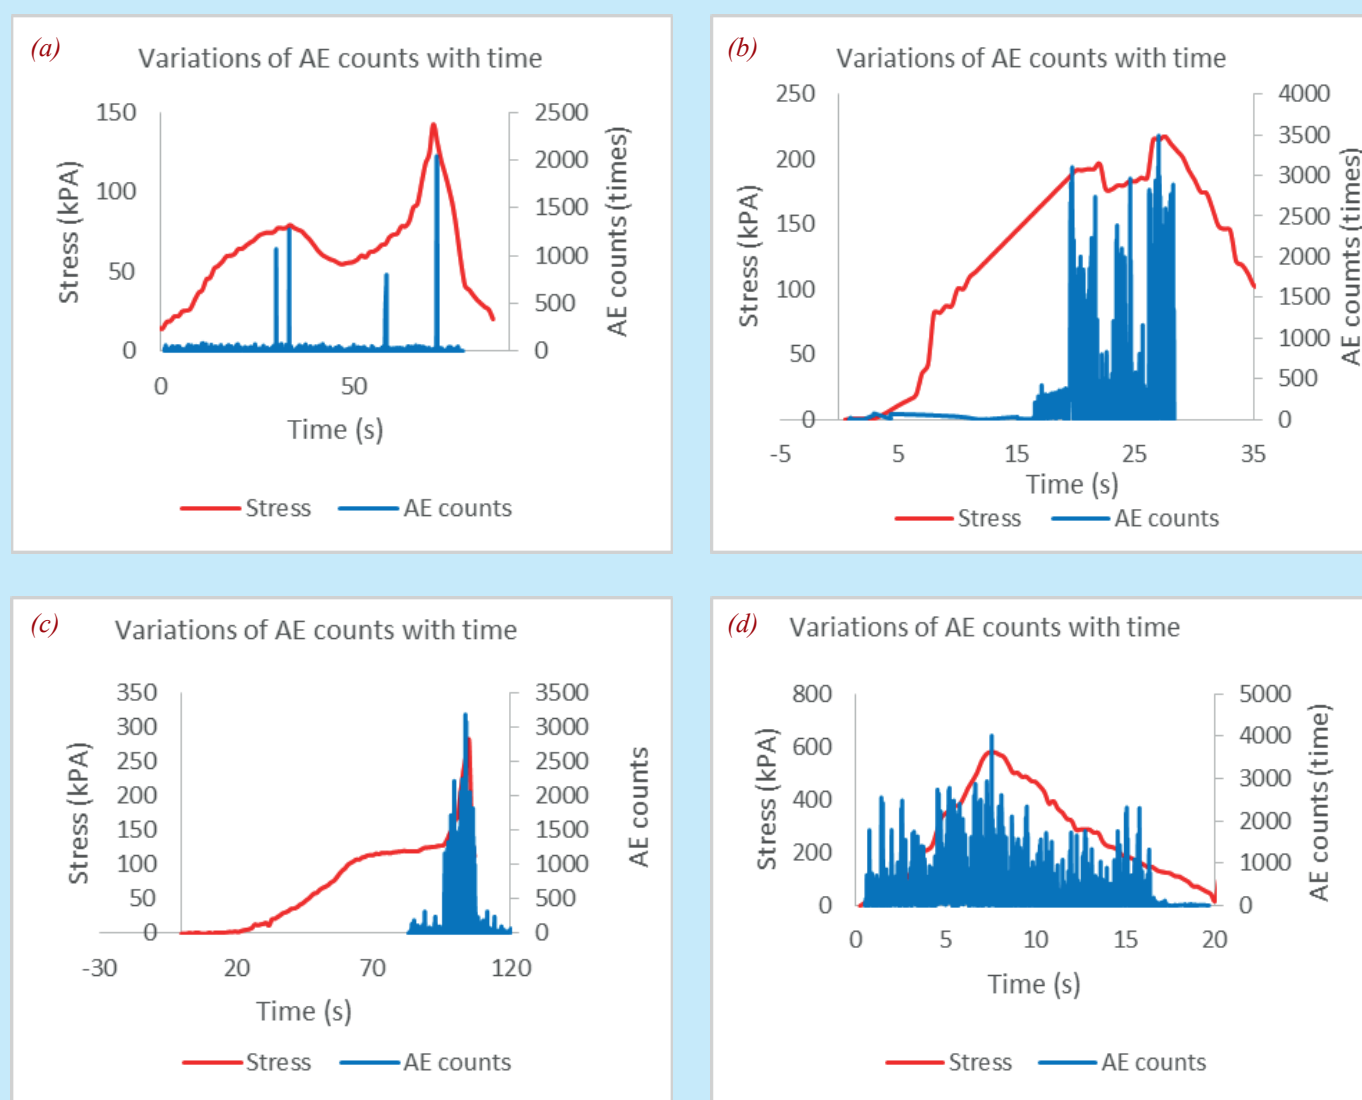 (a)
Variations of AE counts with time
150
100
50
0
Stress (kPA)
2500
2000
1500
1000
500
0
AE counts (times)
0
50
Time (s)
Stress
AE counts
(b)
Variations of AE counts with time
250
200
150
100
50
0
Stress (kPA)
4000
3500
3000
2500
2000
1500
1000
500
0
AE counts (times)
-5
5
15
25
35
Time (s)
Stress
AE counts
(c)
Variations of AE counts with time
350
300
250
200
150
100
50
0
Stress (kPA)
3500
3000
2500
2000
1500
1000
500
0
AE counts
-30
20
70
120
Time (s)
Stress
AE counts
(d)
Variations of AE counts with time
800
600
400
200
0
Stress (kPA)
5000
4000
3000
2000
1000
0
AE counts (time)
0
5
10
15
20
Time (s)
Stress
AE counts